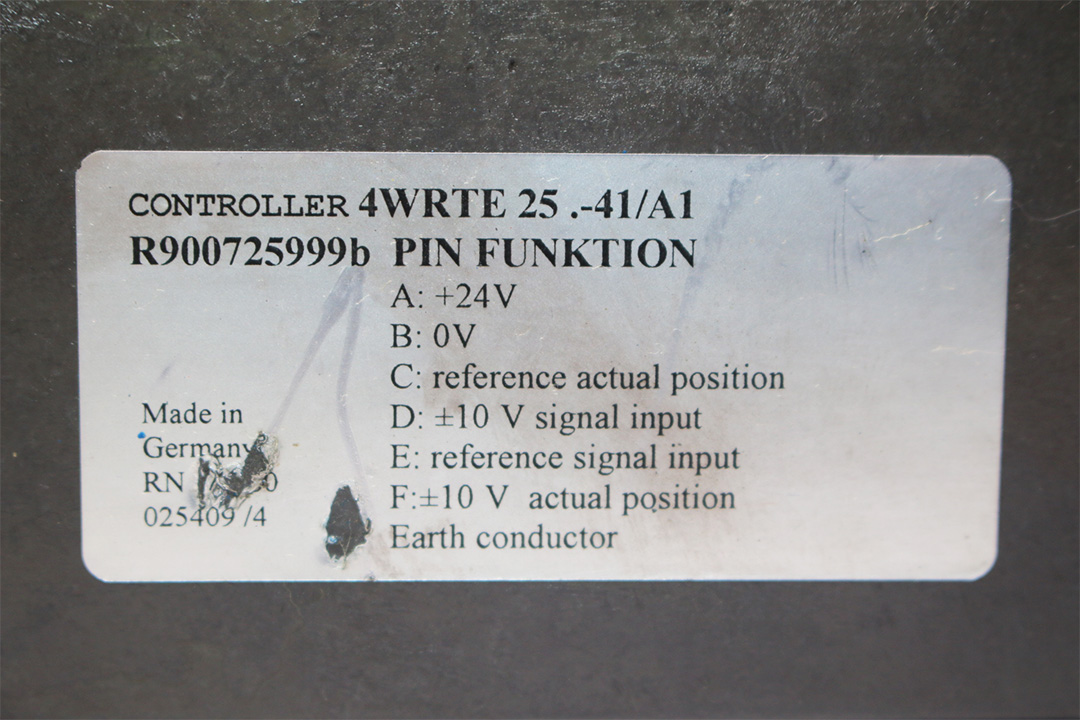 CONTROLLER 4WRTE 25 .-41/A1
R900725999b PIN FUNKTION
A: +24V
B: 0V
C: reference actual position
D: ±10 V signal input
E: reference signal input
F:±10 V actual position
Earth conductor
Made in
Germany
RN
025409 /4